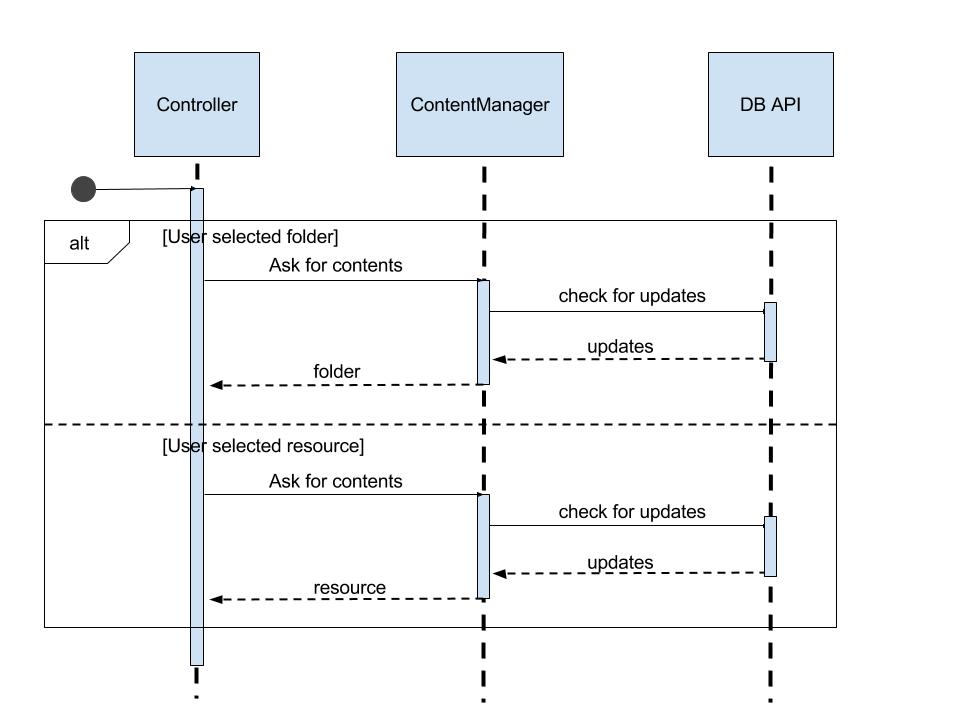 Controller
ContentManager
DB API
alt
[User selected folder]
Ask for contents
check for updates
updates
folder
[User selected resource]
Ask for contents
check for updates
updates
resource